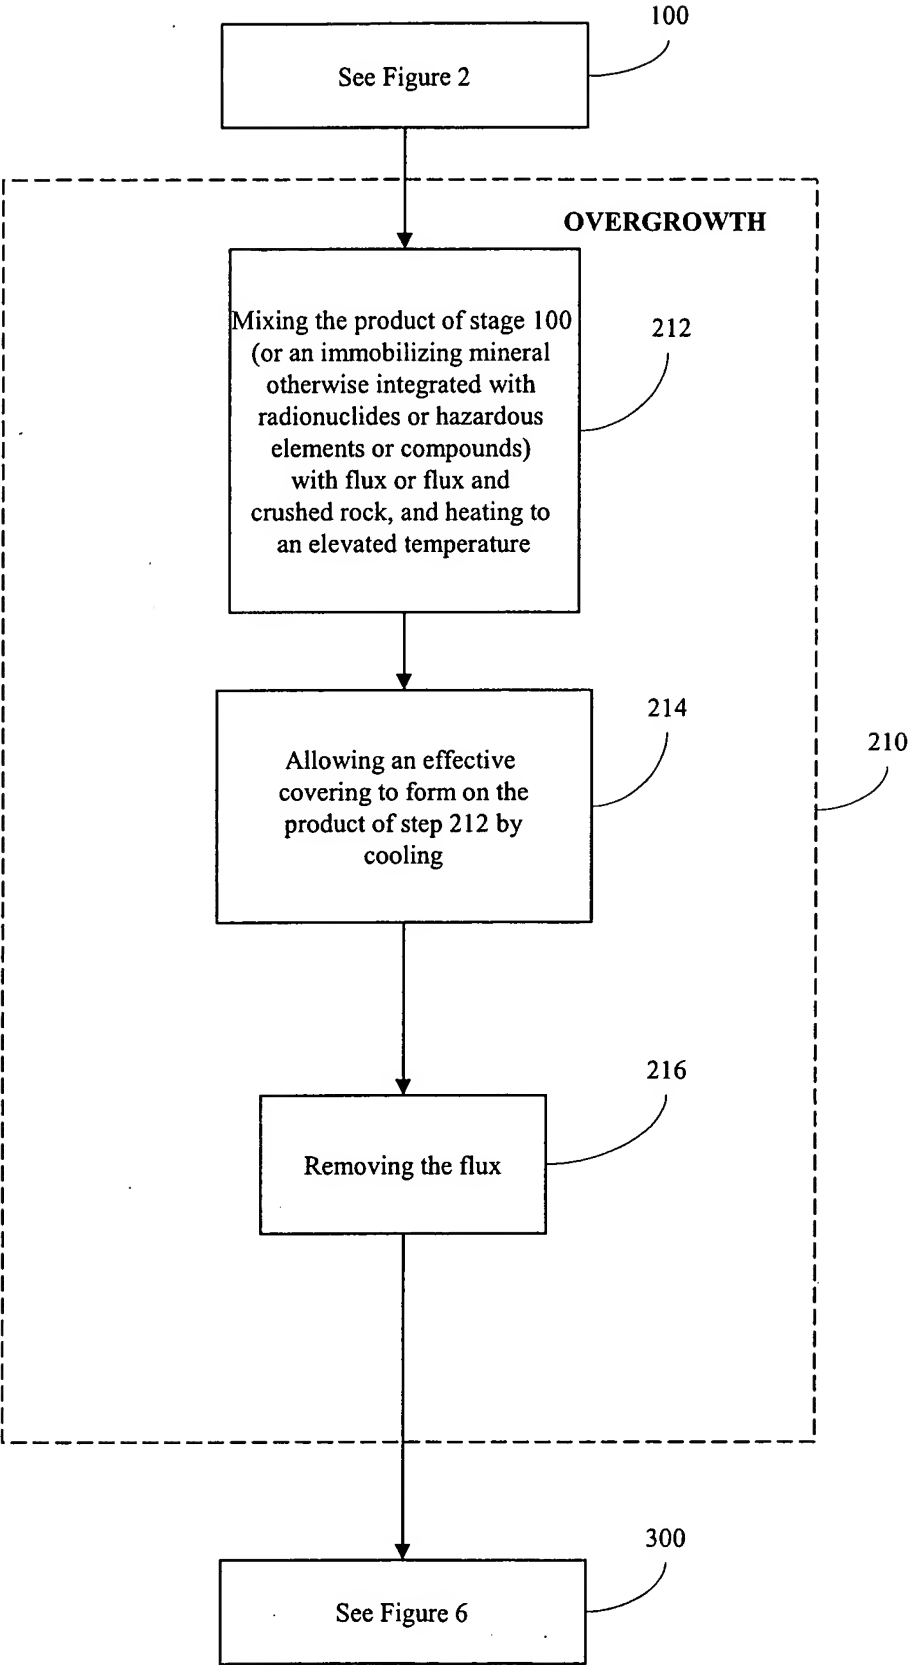 100
See Figure 2
OVERGROWTH
Mixing the product of stage 100
(or an immobilizing mineral
otherwise integrated with
radionuclides or hazardous
elements or compounds)
with flux or flux and
crushed rock, and heating to
an elevated temperature
212
214
Allowing an effective
covering to form on the
product of step 212 by
cooling
210
216
Removing the flux
300
See Figure 6